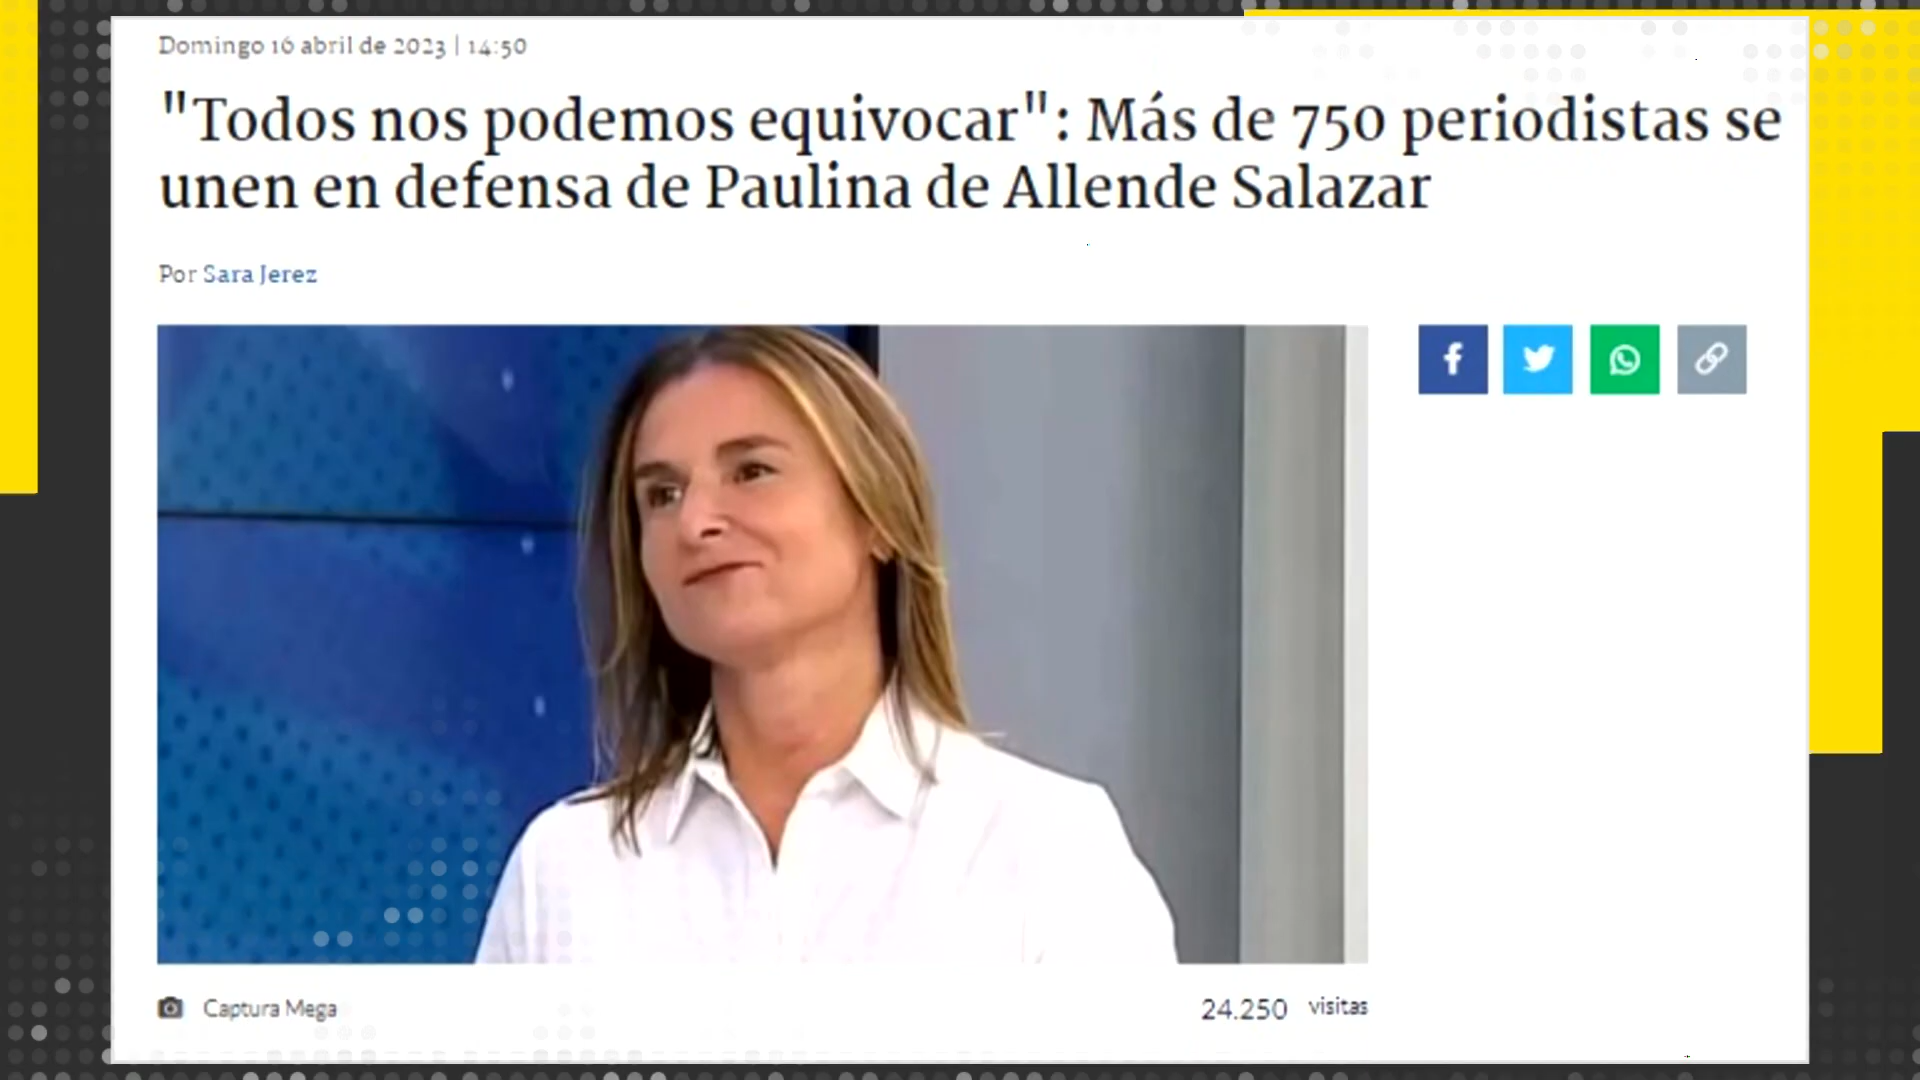 Domingo 16 abril de 2023 | 14:50
"Todos nos podemos equivocar": Más de 750 periodistas se
unen en defensa de Paulina de Allende Salazar
Por Sara Jerez
Captura Mega
24.250 visitas